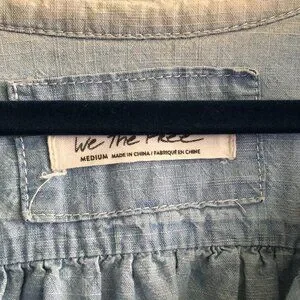 We The Free
MEDIUM MADE IN CHINA / FABRIQUÉ EN CHINE